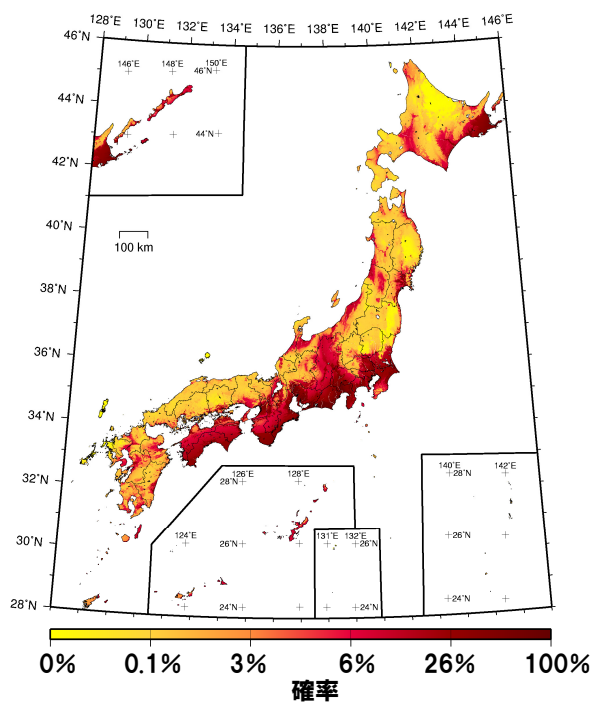 128°E 130°E 132°E 134°E 136°E 138°E 140°E 142°E 144°E 146°E
46°N
146°E 148°E 150°E
46°N
44°N
44°N
42°N
100 km
40°N
38°N
36°N
34°N
32°N
30°N
28°N
126°E 128°E
28°N
124°E
26°N
24°N
131°E 132°E
26°N
24°N
140°E 142°E
28°N
26°N
24°N
0% 0.1% 3% 6% 26% 100%
確率